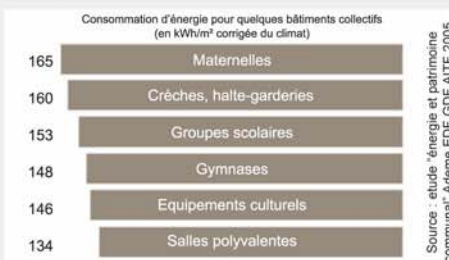 Consommation d'énergie pour quelques bâtiments collectifs
(en kWh/m² corrigée du climat)
165 Maternelles
160 Crèches, halte-garderies
153 Groupes scolaires
148 Gymnases
146 Equipements culturels
134 Salles polyvalentes
Source : etude "énergie et patrimoine
communal" Ademe EDF GDF AITF 2005